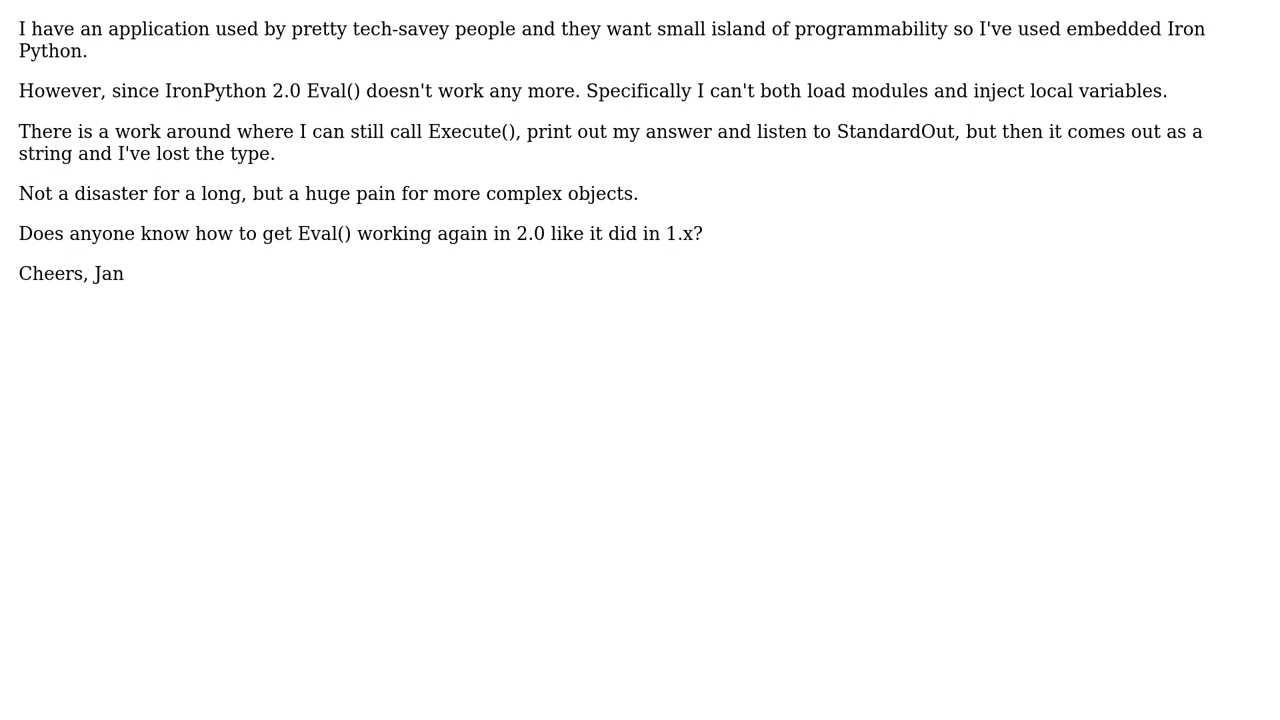 I have an application used by pretty tech-savey people and they want small island of programmability so I've used embedded Iron
Python.
However, since IronPython 2.0 Eval() doesn't work any more. Specifically I can't both load modules and inject local variables.
There is a work around where I can still call Execute(), print out my answer and listen to StandardOut, but then it comes out as a
string and I've lost the type.
Not a disaster for a long, but a huge pain for more complex objects.
Does anyone know how to get Eval() working again in 2.0 like it did in 1.x?
Cheers, Jan